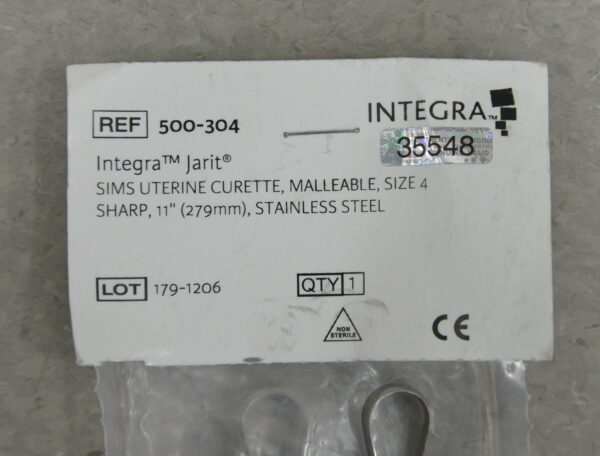 REF 500-304
INTEGRA™
35548
Integra™ Jarit®
SIMS UTERINE CURETTE, MALLEABLE, SIZE 4
SHARP, 11" (279mm), STAINLESS STEEL
LOT 179-1206
QTY 1
NON
STERILE
CE